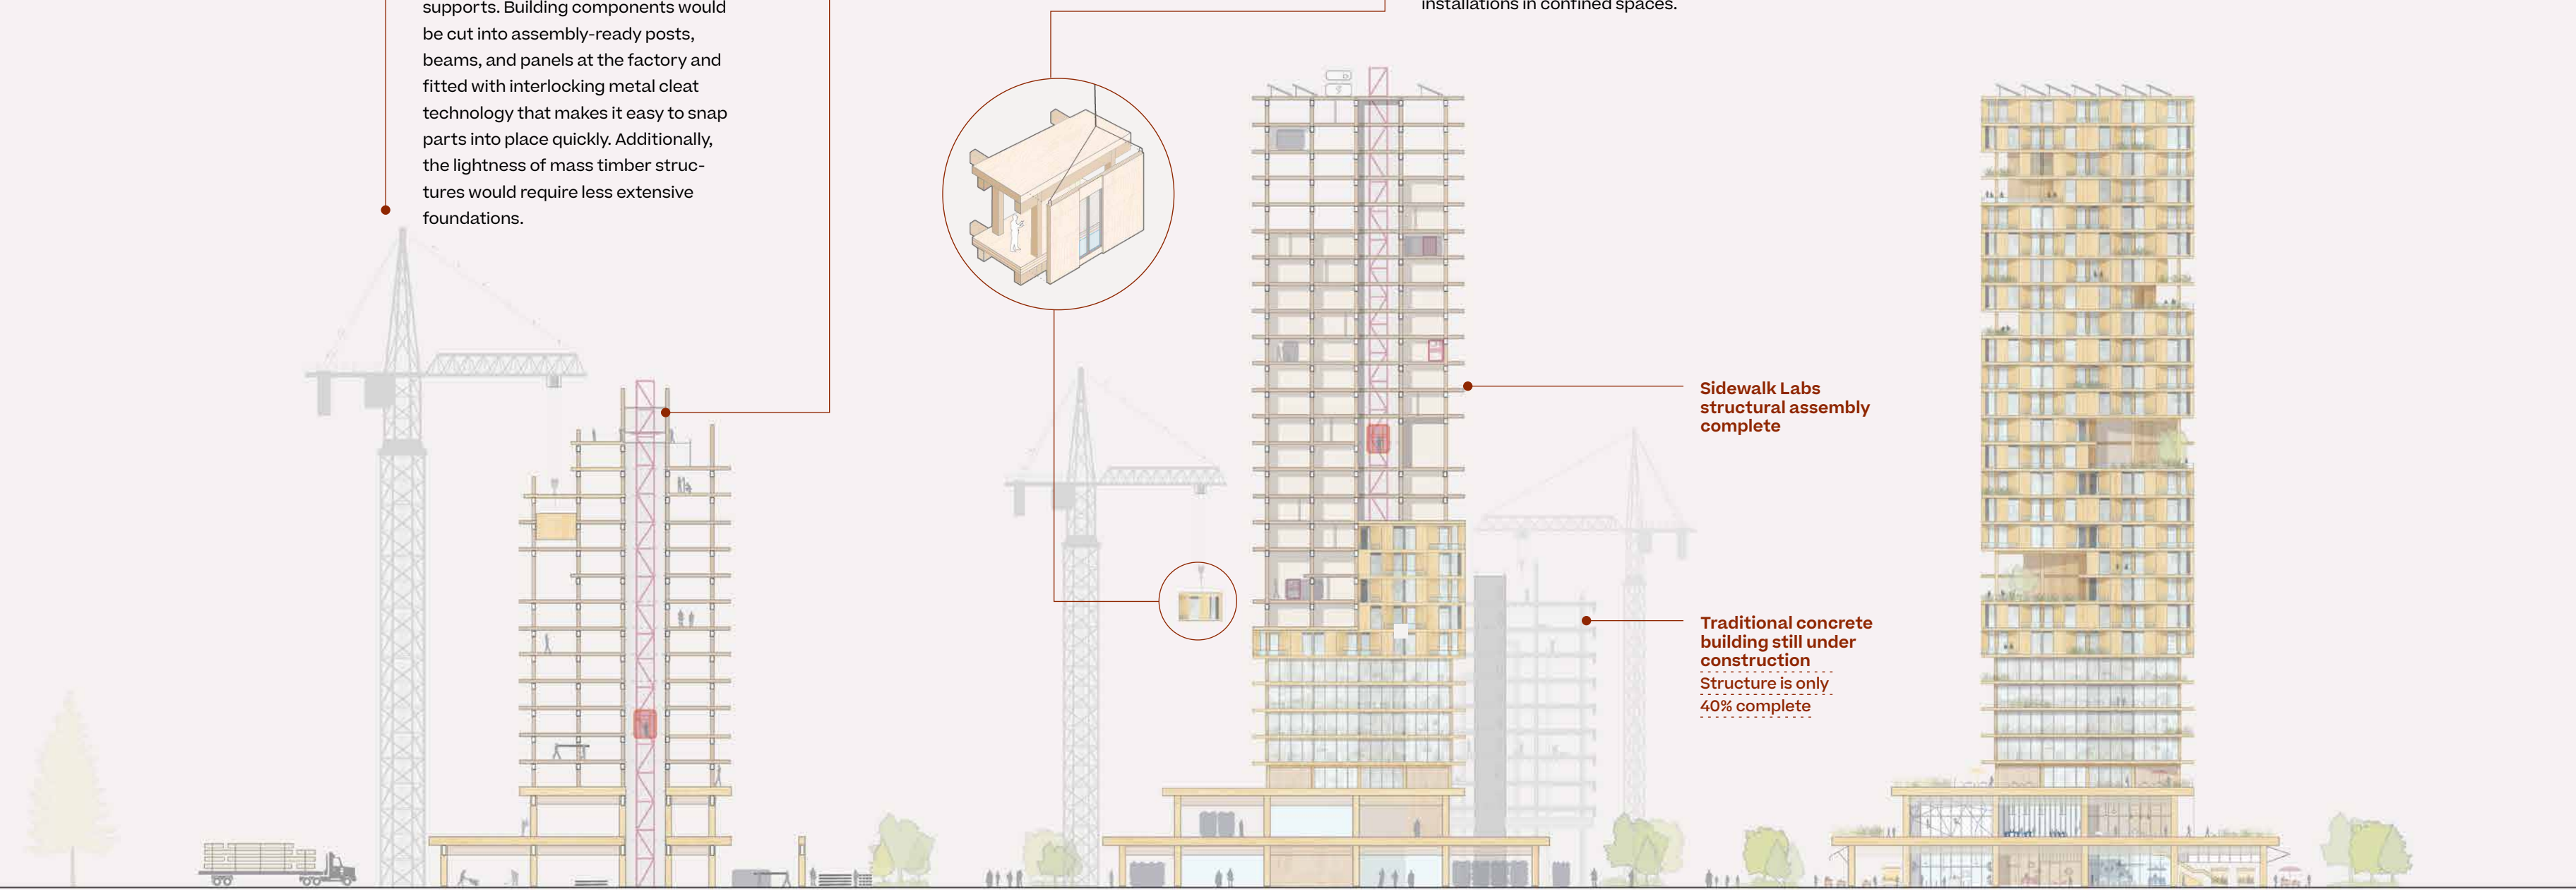 supports. Building components would
be cut into assembly-ready posts,
beams, and panels at the factory and
fitted with interlocking metal cleat
technology that makes it easy to snap
parts into place quickly. Additionally,
the lightness of mass timber struc-
tures would require less extensive
foundations.
installations in confined spaces.
Sidewalk Labs
structural assembly
complete
Traditional concrete
building still under
construction
Structure is only
40% complete